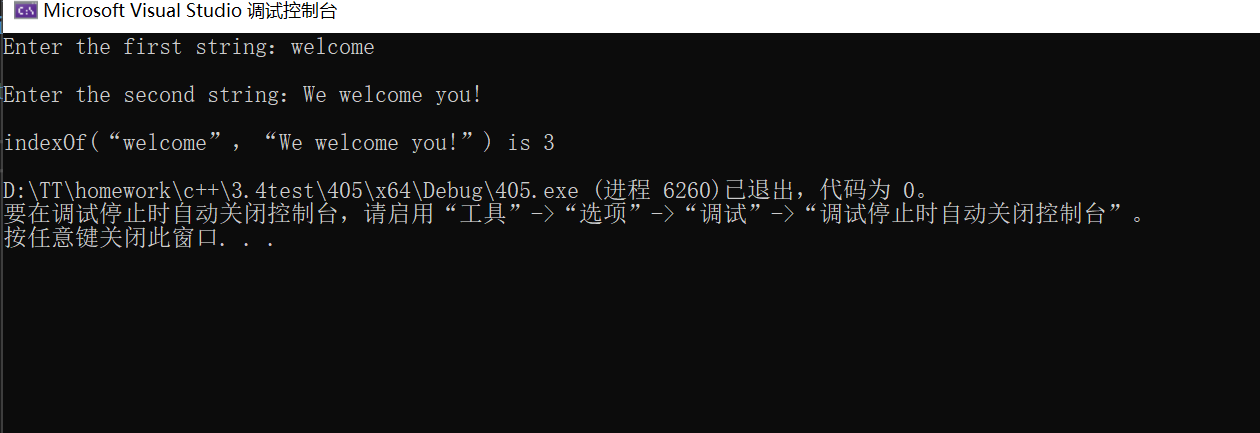 Microsoft Visual Studio 调试控制台
Enter the first string: welcome
Enter the second string: We welcome you!
indexOf(“welcome”, “We welcome you!”) is 3
D:\TT\homework\c++\3.4test\405\x64\Debug\405.exe (进程 6260)已退出，代码为 0。
要在调试停止时自动关闭控制台，请启用“工具”->“选项”->“调试”->“调试停止时自动关闭控制台”。
按任意键关闭此窗口. . .